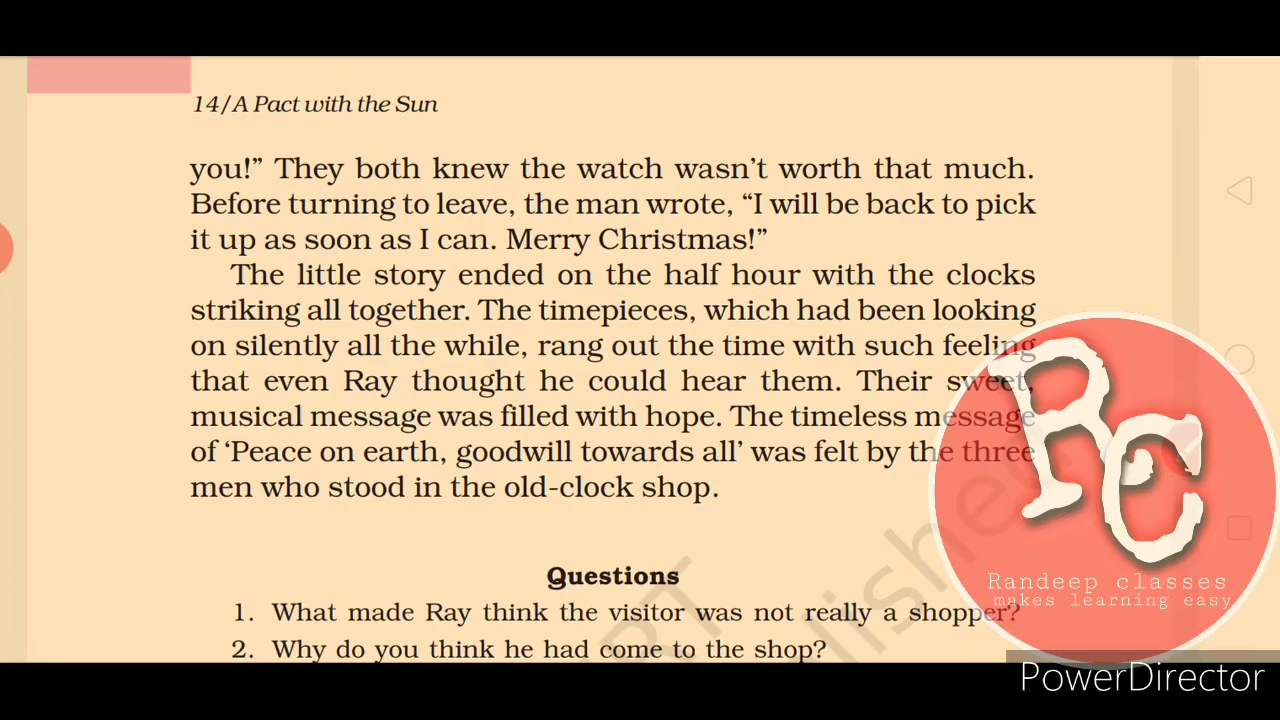 14/A Pact with the Sun
you!” They both knew the watch wasn’t worth that much.
Before turning to leave, the man wrote, “I will be back to pick
it up as soon as I can. Merry Christmas!”
The little story ended on the half hour with the clocks
striking all together. The timepieces, which had been looking
on silently all the while, rang out the time with such feeling
that even Ray thought he could hear them. Their sweet,
musical message was filled with hope. The timeless message
of ‘Peace on earth, goodwill towards all’ was felt by the three
men who stood in the old-clock shop.
Questions
1. What made Ray think the visitor was not really a shopper?
2. Why do you think he had come to the shop?
RC
Randeep classes
makes learning easy
PowerDirector